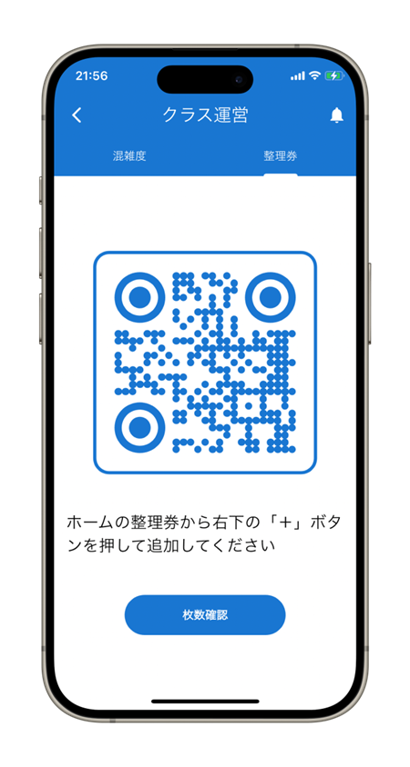 21:56
クラス運営
混雑度
整理券
ホームの整理券から右下の「＋」ボタ
ンを押して追加してください
枚数確認